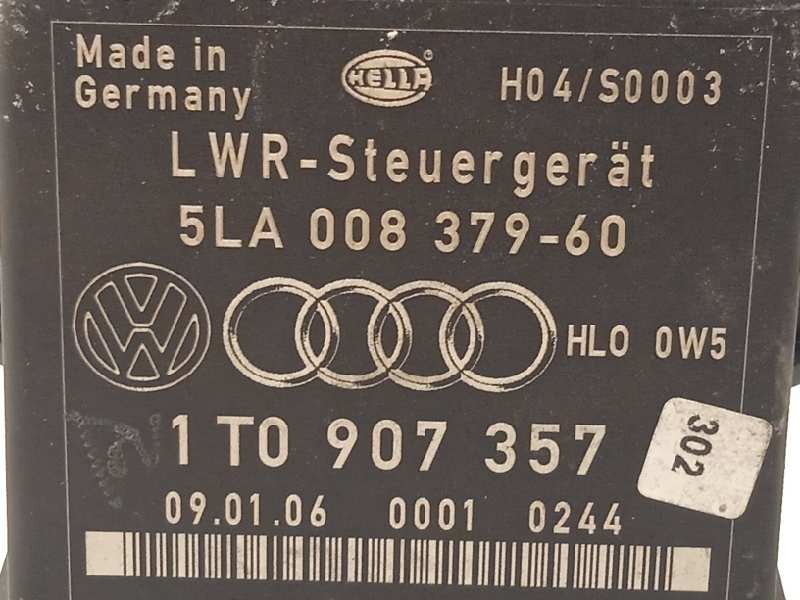 Made in
Germany
HELLA ®
H04/S0003
LWR-Steuergerät
5LA 008 379-60
HLO 0W5
1T0 907 357
302
09.01.06 0001 0244